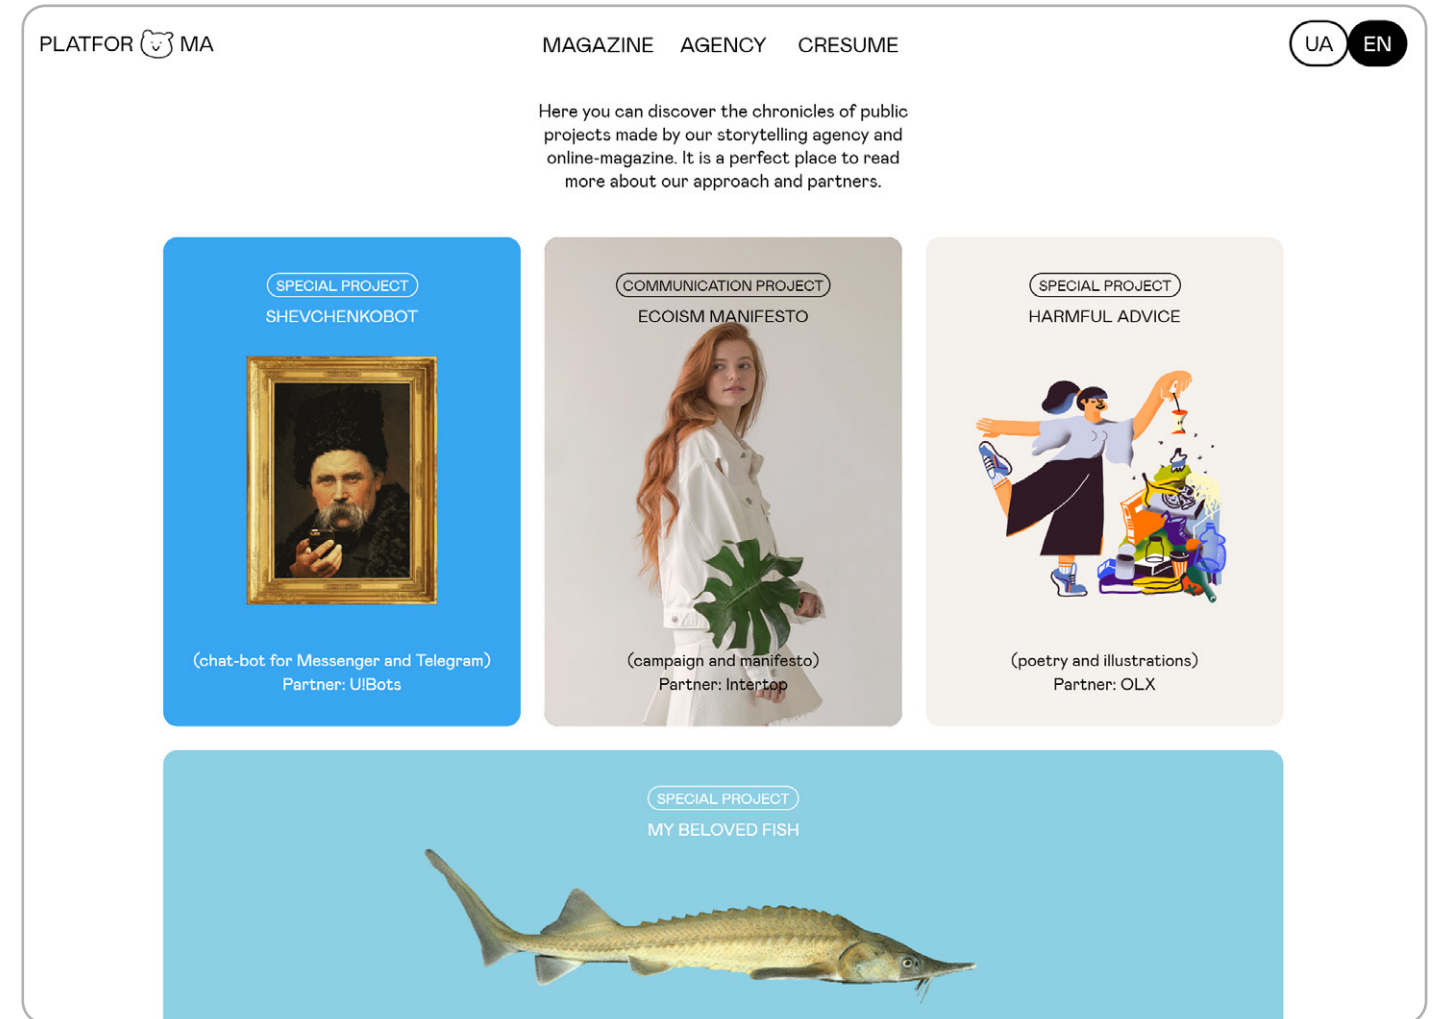 PLATFOR MA
MAGAZINE AGENCY CRESUME
UA EN
Here you can discover the chronicles of public
projects made by our storytelling agency and
online-magazine. It is a perfect place to read
more about our approach and partners.
SPECIAL PROJECT
SHEVCHENKOBOT
(chat-bot for Messenger and Telegram)
Partner: U!Bots
COMMUNICATION PROJECT
ECOISM MANIFESTO
(campaign and manifesto)
Partner: Intertop
SPECIAL PROJECT
HARMFUL ADVICE
(poetry and illustrations)
Partner: OLX
SPECIAL PROJECT
MY BELOVED FISH